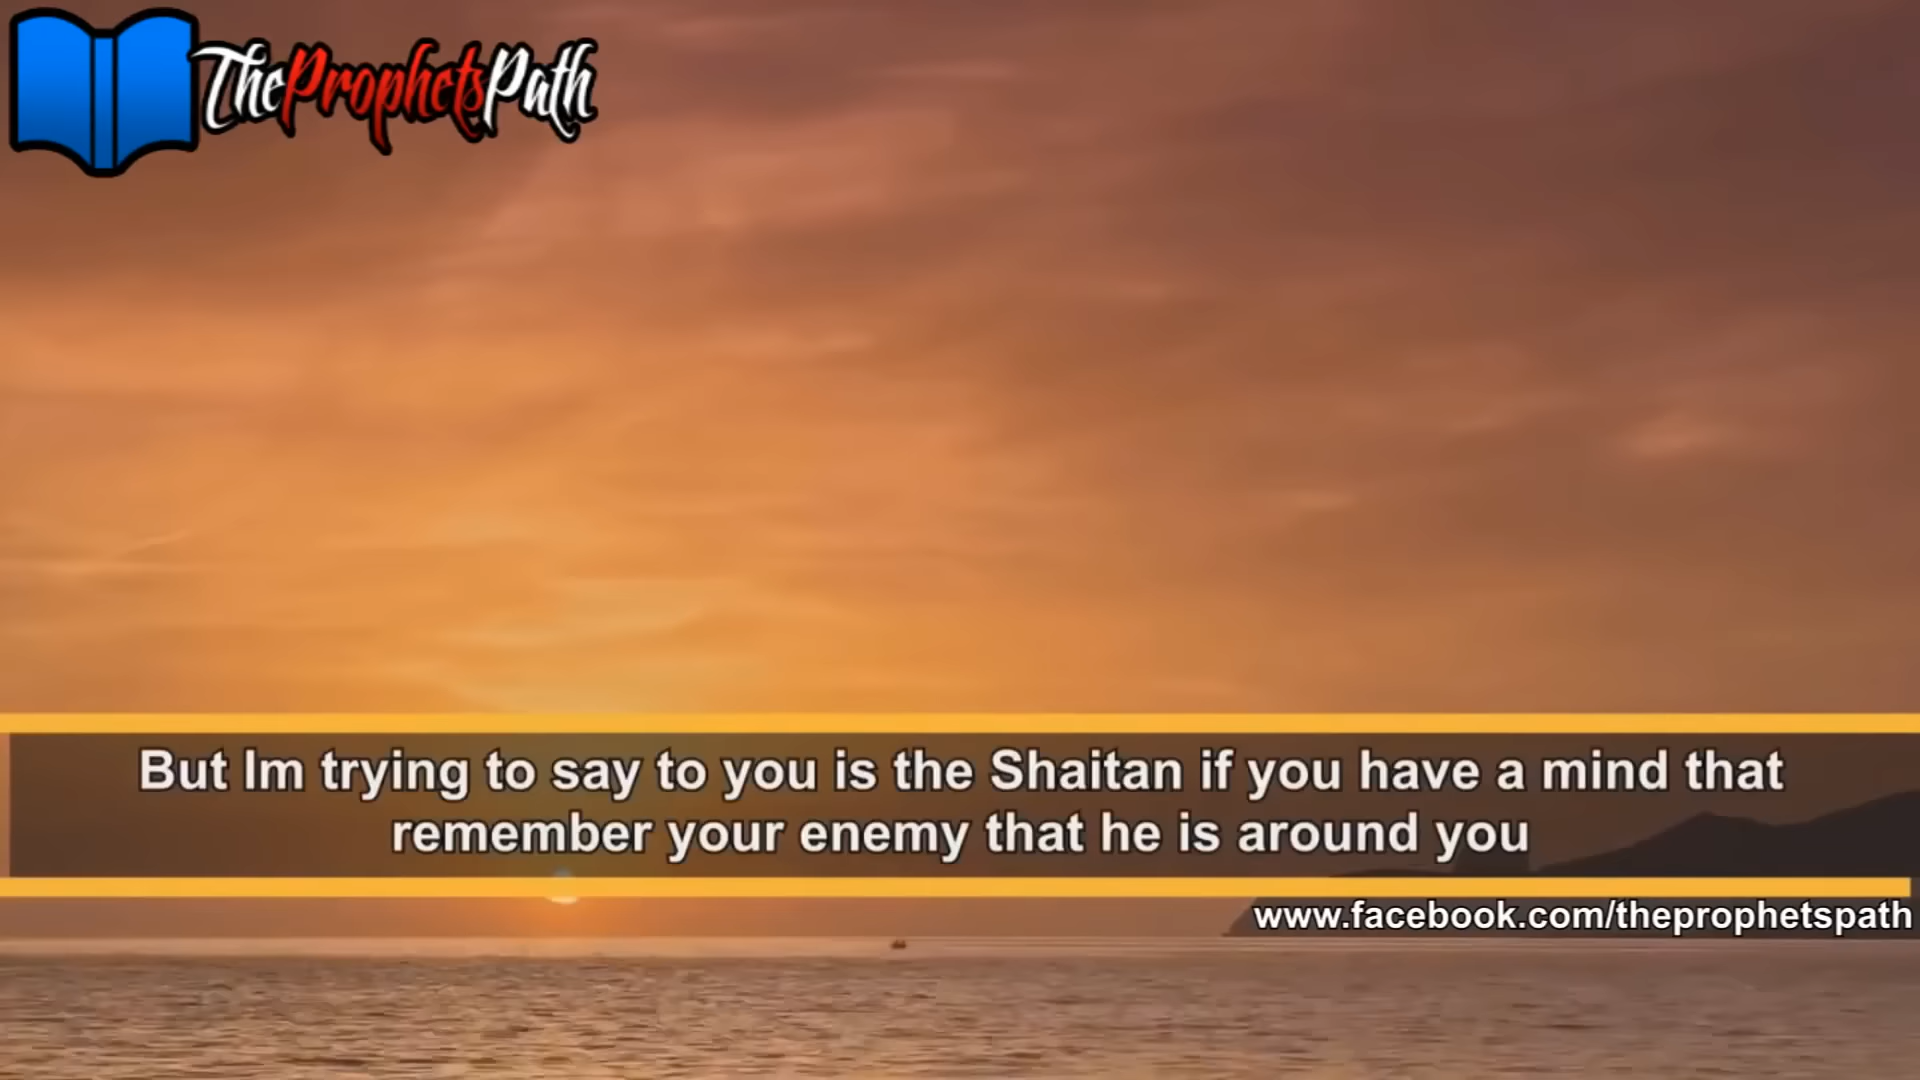 TheProphetsPath
But Im trying to say to you is the Shaitan if you have a mind that
remember your enemy that he is around you
www.facebook.com/theprophetspath